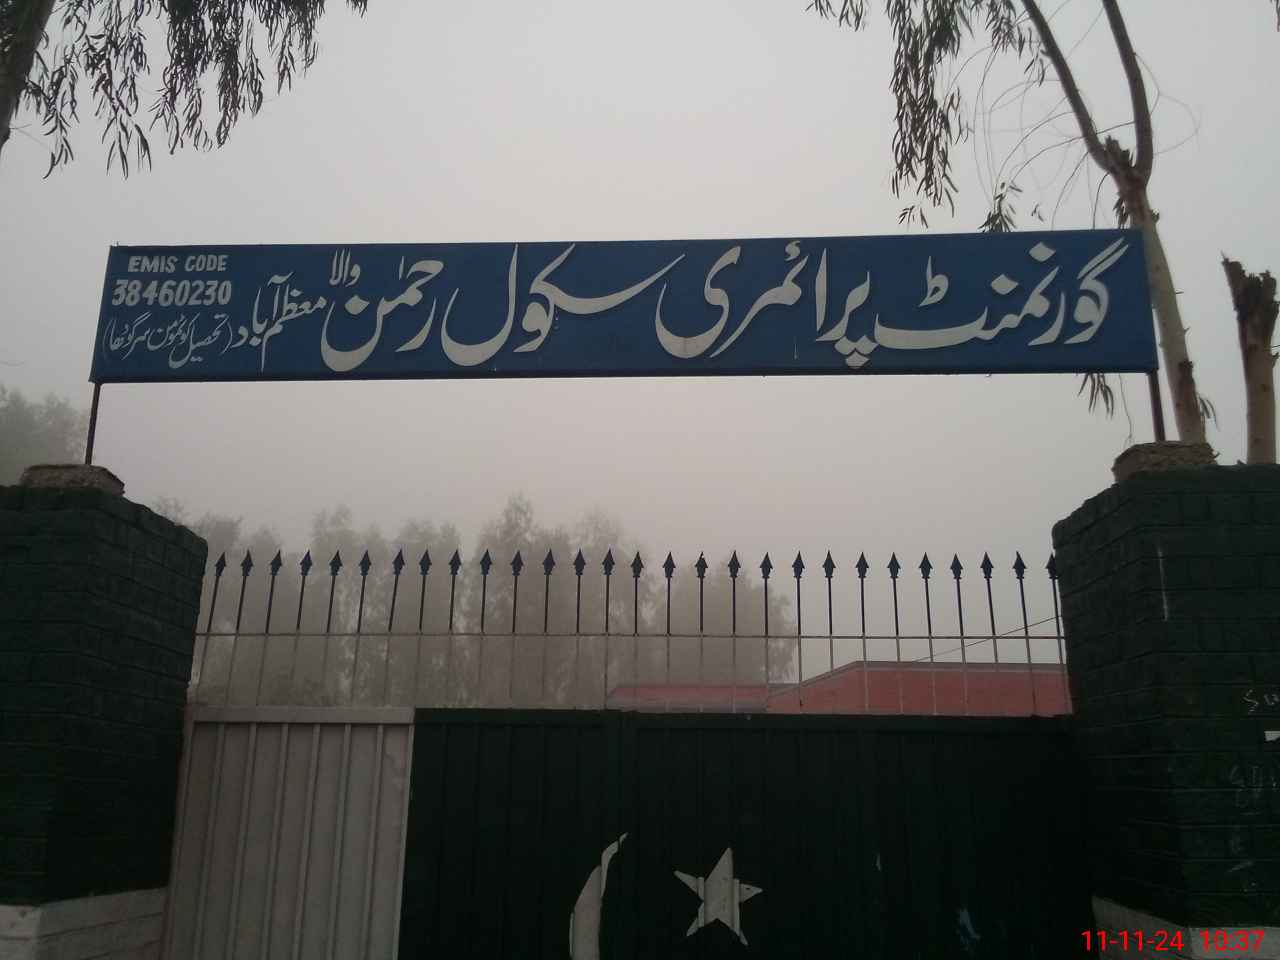 گورنمنٹ پرائمری سکول رحمٰن والا معظم آباد (تحصیل کوٹمومن سرگودھا)
EMIS CODE
38460230
11-11-24 10:37